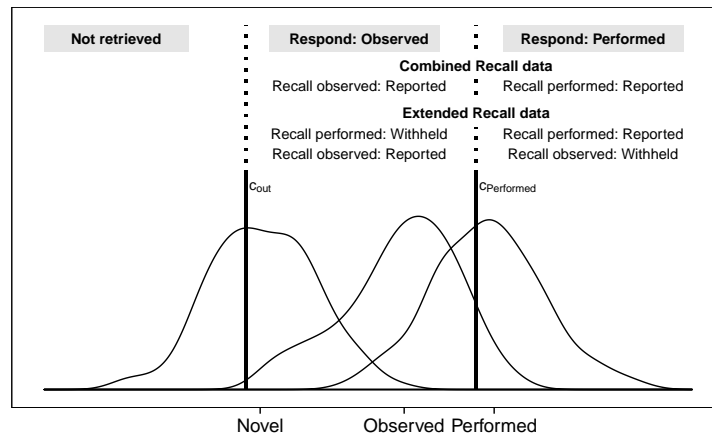 Not retrieved Respond: Observed Respond: Performed
Combined Recall data
Recall observed: Reported Recall performed: Reported
Extended Recall data
Recall performed: Withheld Recall performed: Reported
Recall observed: Reported Recall observed: Withheld
cout cPerformed
Novel Observed Performed